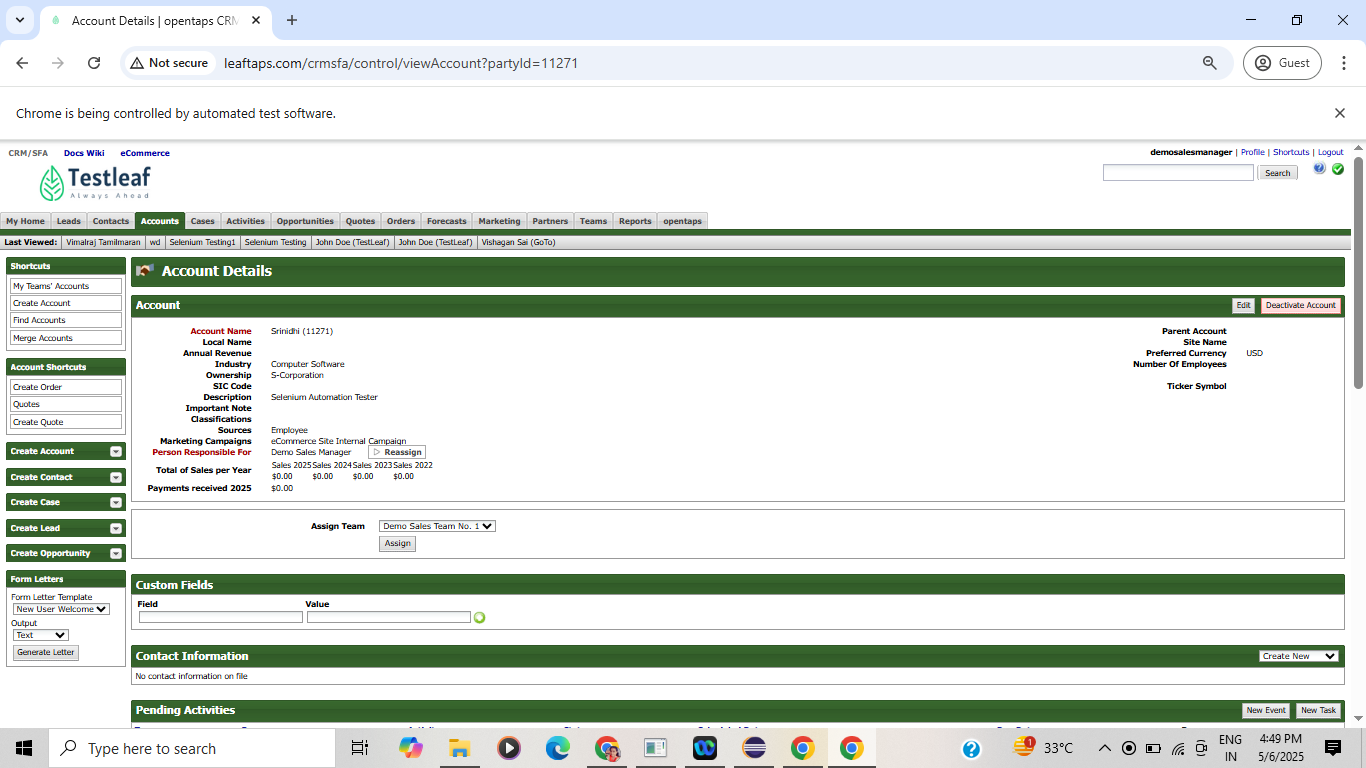 Account Details | opentaps CRM
Not secure
leaftaps.com/crmsfa/control/viewAccount?partyId=11271
Guest
Chrome is being controlled by automated test software.
CRM/SFA Docs Wiki eCommerce
demosalesmanager | Profile | Shortcuts | Logout
Testleaf
Always Ahead
Search
My Home Leads Contacts Accounts Cases Activities Opportunities Quotes Orders Forecasts Marketing Partners Teams Reports opentaps
Last Viewed: Vimalraj Tamilmaran wd Selenium Testing1 Selenium Testing John Doe (TestLeaf) John Doe (TestLeaf) Vishagan Sai (GoTo)
Shortcuts
My Teams' Accounts
Create Account
Find Accounts
Merge Accounts
Account Shortcuts
Create Order
Quotes
Create Quote
Create Account
Create Contact
Create Case
Create Lead
Create Opportunity
Form Letters
Form Letter Template
New User Welcome
Output
Text
Generate Letter
Account Details
Account
Edit Deactivate Account
Account Name Srinidhi (11271)
Parent Account
Local Name
Site Name
Annual Revenue
Preferred Currency USD
Industry Computer Software
Number Of Employees
Ownership S-Corporation
SIC Code
Ticker Symbol
Description Selenium Automation Tester
Important Note
Classifications
Sources Employee
Marketing Campaigns eCommerce Site Internal Campaign
Person Responsible For Demo Sales Manager Reassign
Total of Sales per Year Sales 2025 Sales 2024 Sales 2023 Sales 2022
$0.00 $0.00 $0.00 $0.00
Payments received 2025 $0.00
Assign Team Demo Sales Team No. 1
Assign
Custom Fields
Field Value
Contact Information
Create New
No contact information on file
Pending Activities
New Event New Task
Type here to search
1
33°C
ENG
IN
4:49 PM
5/6/2025